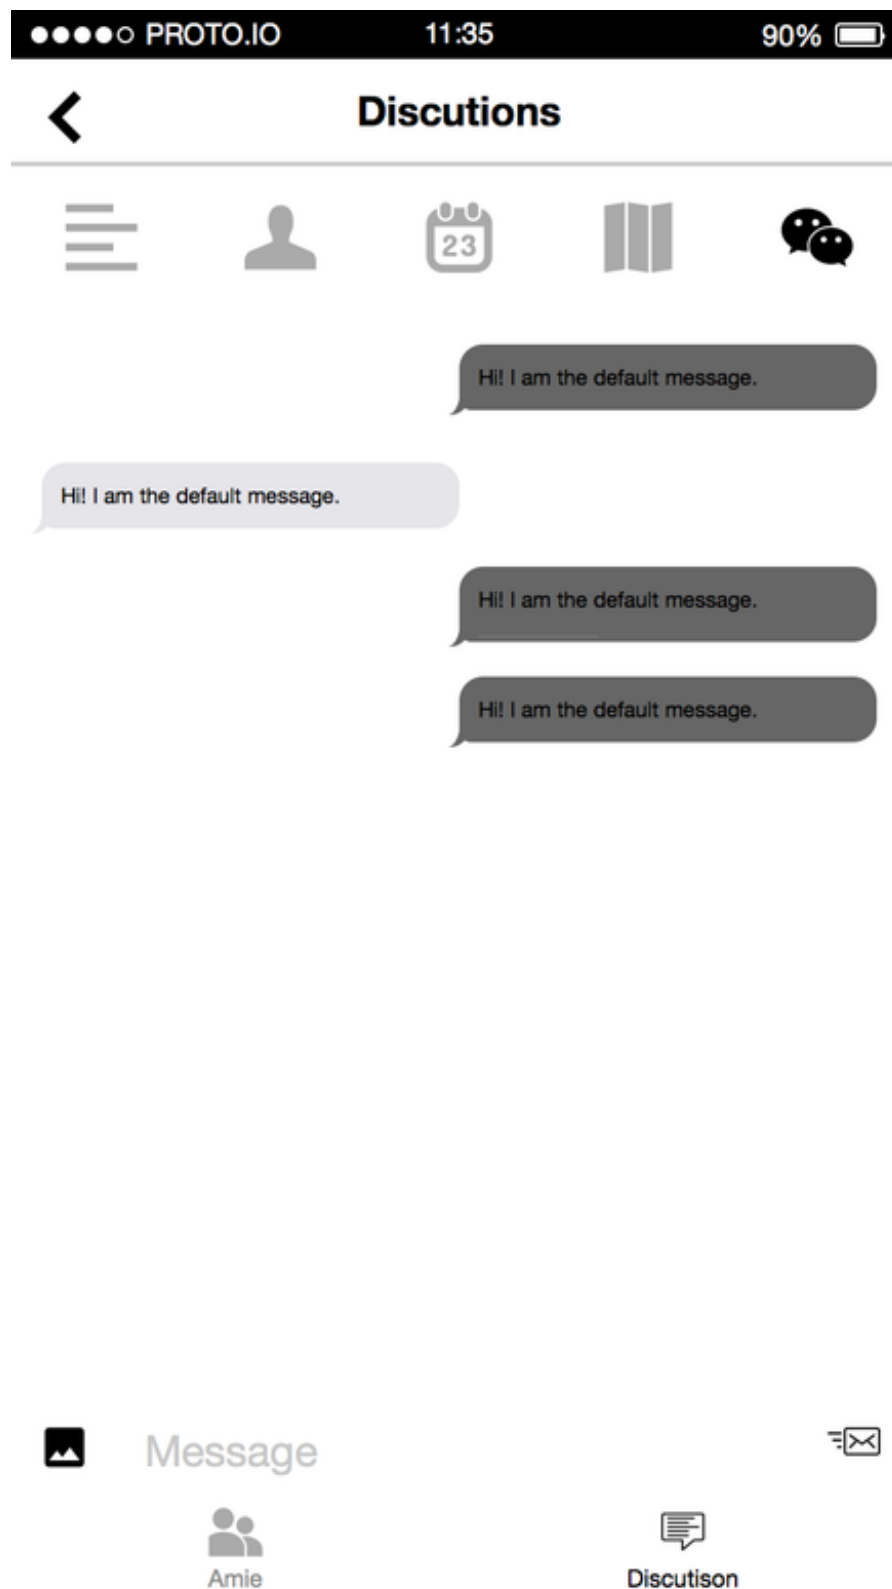 PROTO.IO 11:35 90%
Discutions
23
Hi! I am the default message.
Hi! I am the default message.
Hi! I am the default message.
Hi! I am the default message.
Message
Amie Discutison